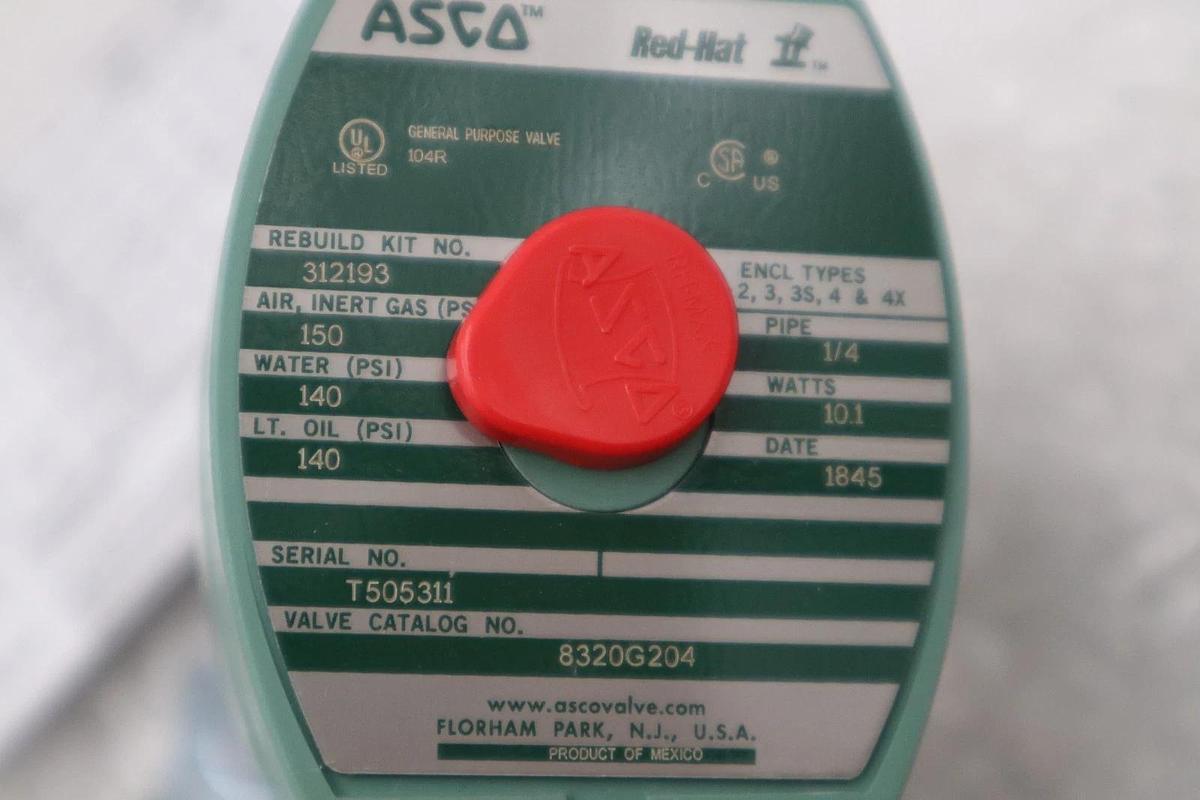 ASCO™
Red-Hat II™
UL
LISTED
GENERAL PURPOSE VALVE
104R
C SA ® US
REBUILD KIT NO.
312193
AIR, INERT GAS (PS
150
WATER (PSI)
140
LT. OIL (PSI)
140
ENCL TYPES
2, 3, 3S, 4 & 4X
PIPE
1/4
WATTS
10.1
DATE
1845
ASCO®
SERIAL NO.
T505311
VALVE CATALOG NO.
8320G204
www.ascovalve.com
FLORHAM PARK, N.J., U.S.A.
PRODUCT OF MEXICO